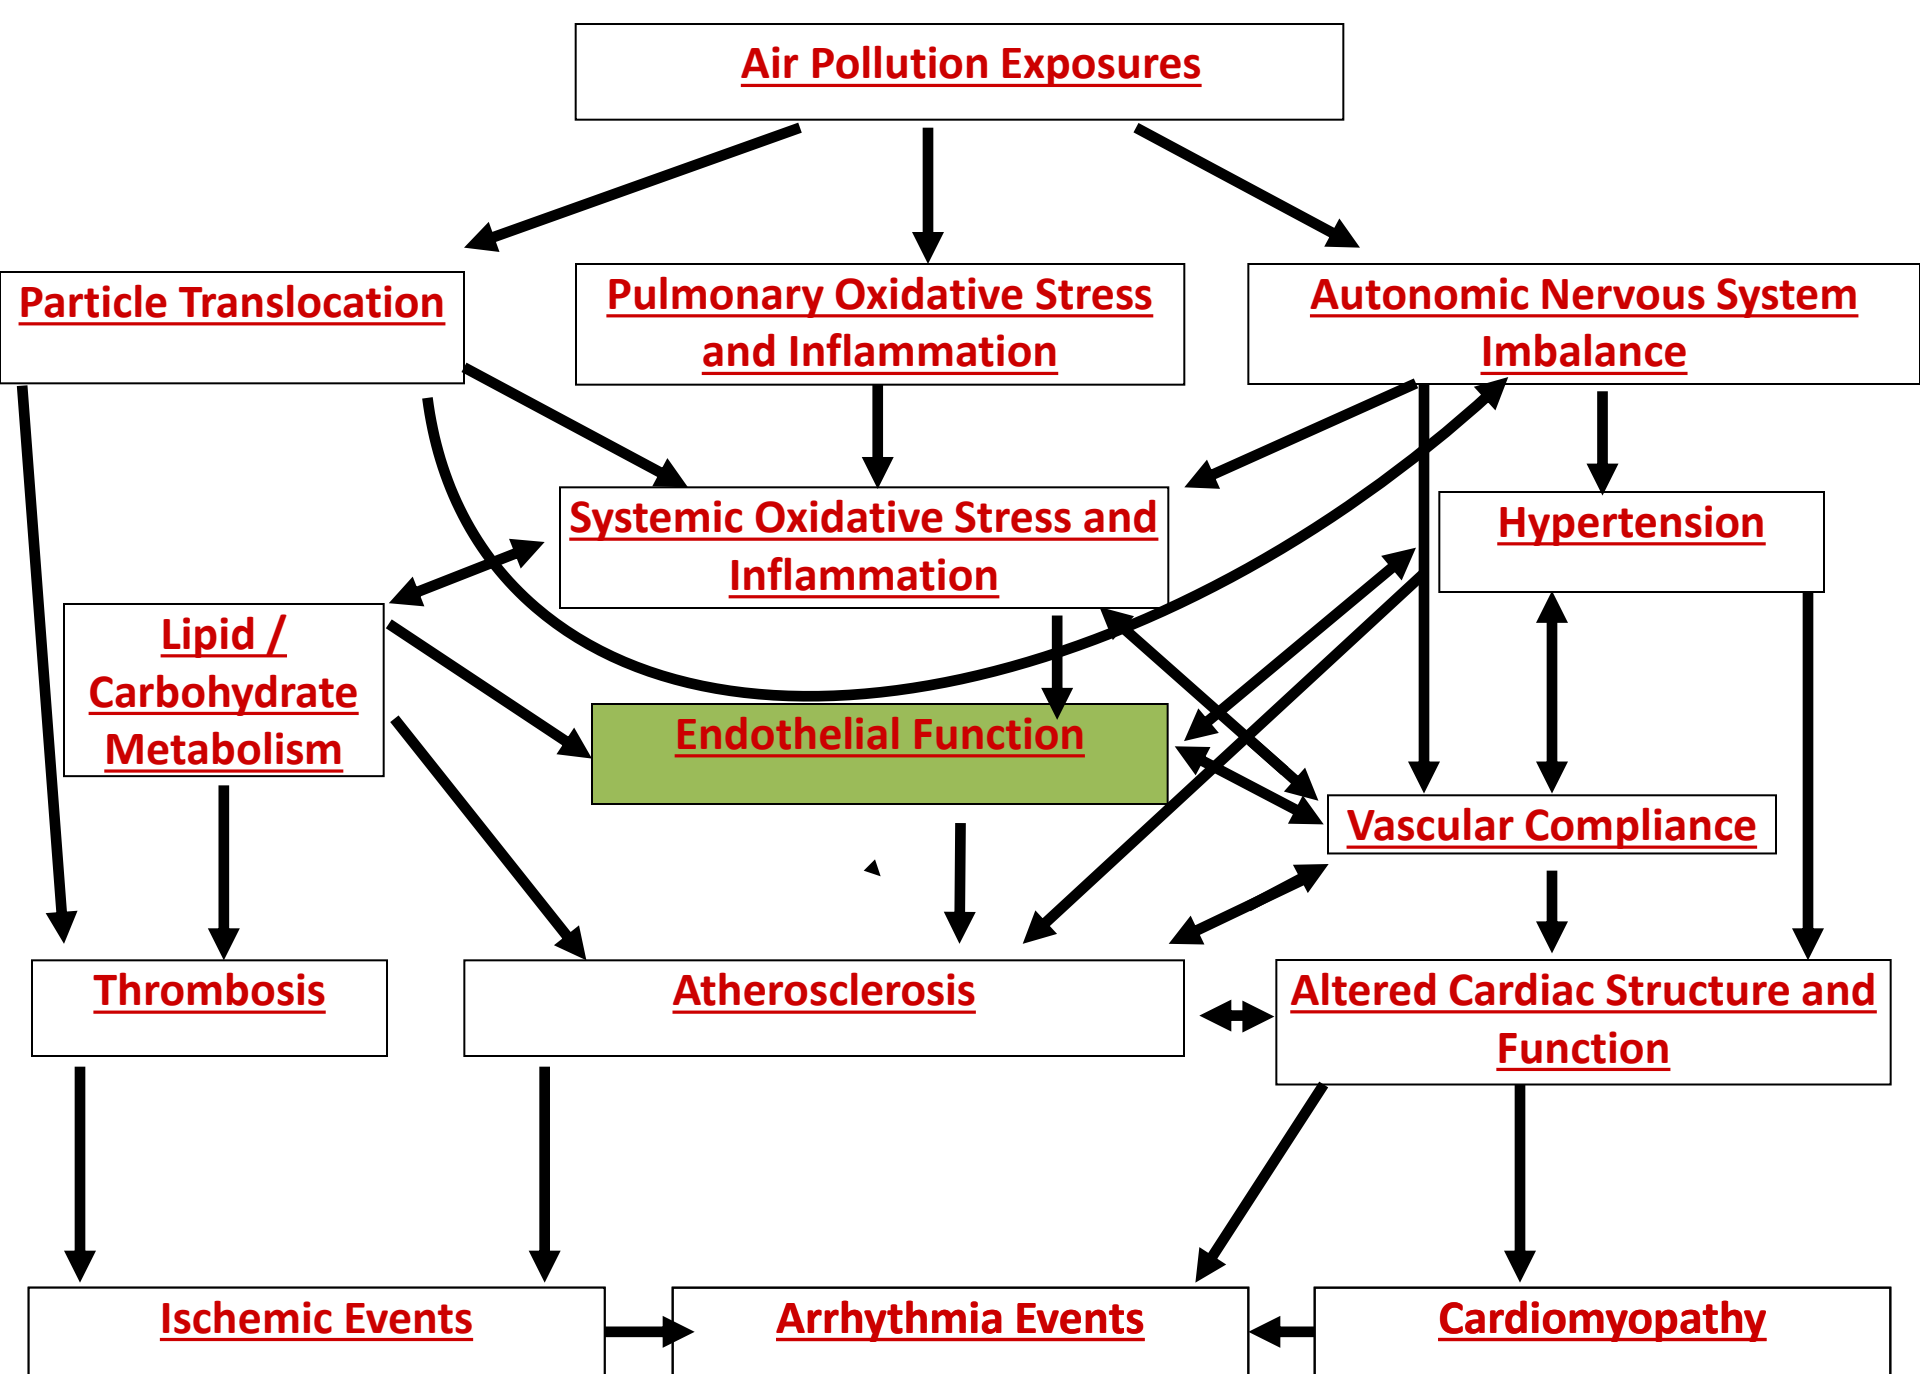 Air Pollution Exposures
Particle Translocation
Pulmonary Oxidative Stress
and Inflammation
Autonomic Nervous System
Imbalance
Systemic Oxidative Stress and
Inflammation
Hypertension
Lipid /
Carbohydrate
Metabolism
Endothelial Function
Vascular Compliance
Thrombosis
Atherosclerosis
Altered Cardiac Structure and
Function
Ischemic Events
Arrhythmia Events
Cardiomyopathy